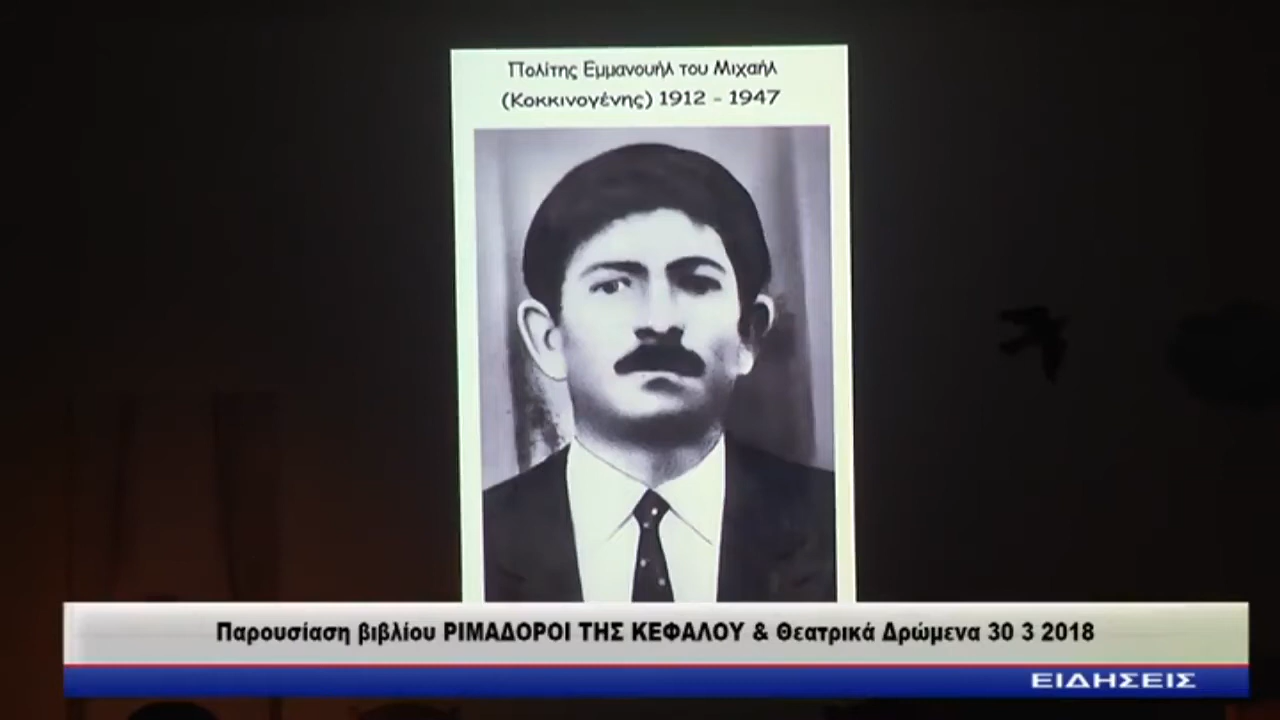 Πολίτης Εμμανουήλ του Μιχαήλ
(Κοκκινογένης) 1912 - 1947
Παρουσίαση βιβλίου ΡΙΜΑΔΟΡΟΙ ΤΗΣ ΚΕΦΑΛΟΥ & Θεατρικά Δρώμενα 30 3 2018
ΕΙΔΗΣΕΙΣ